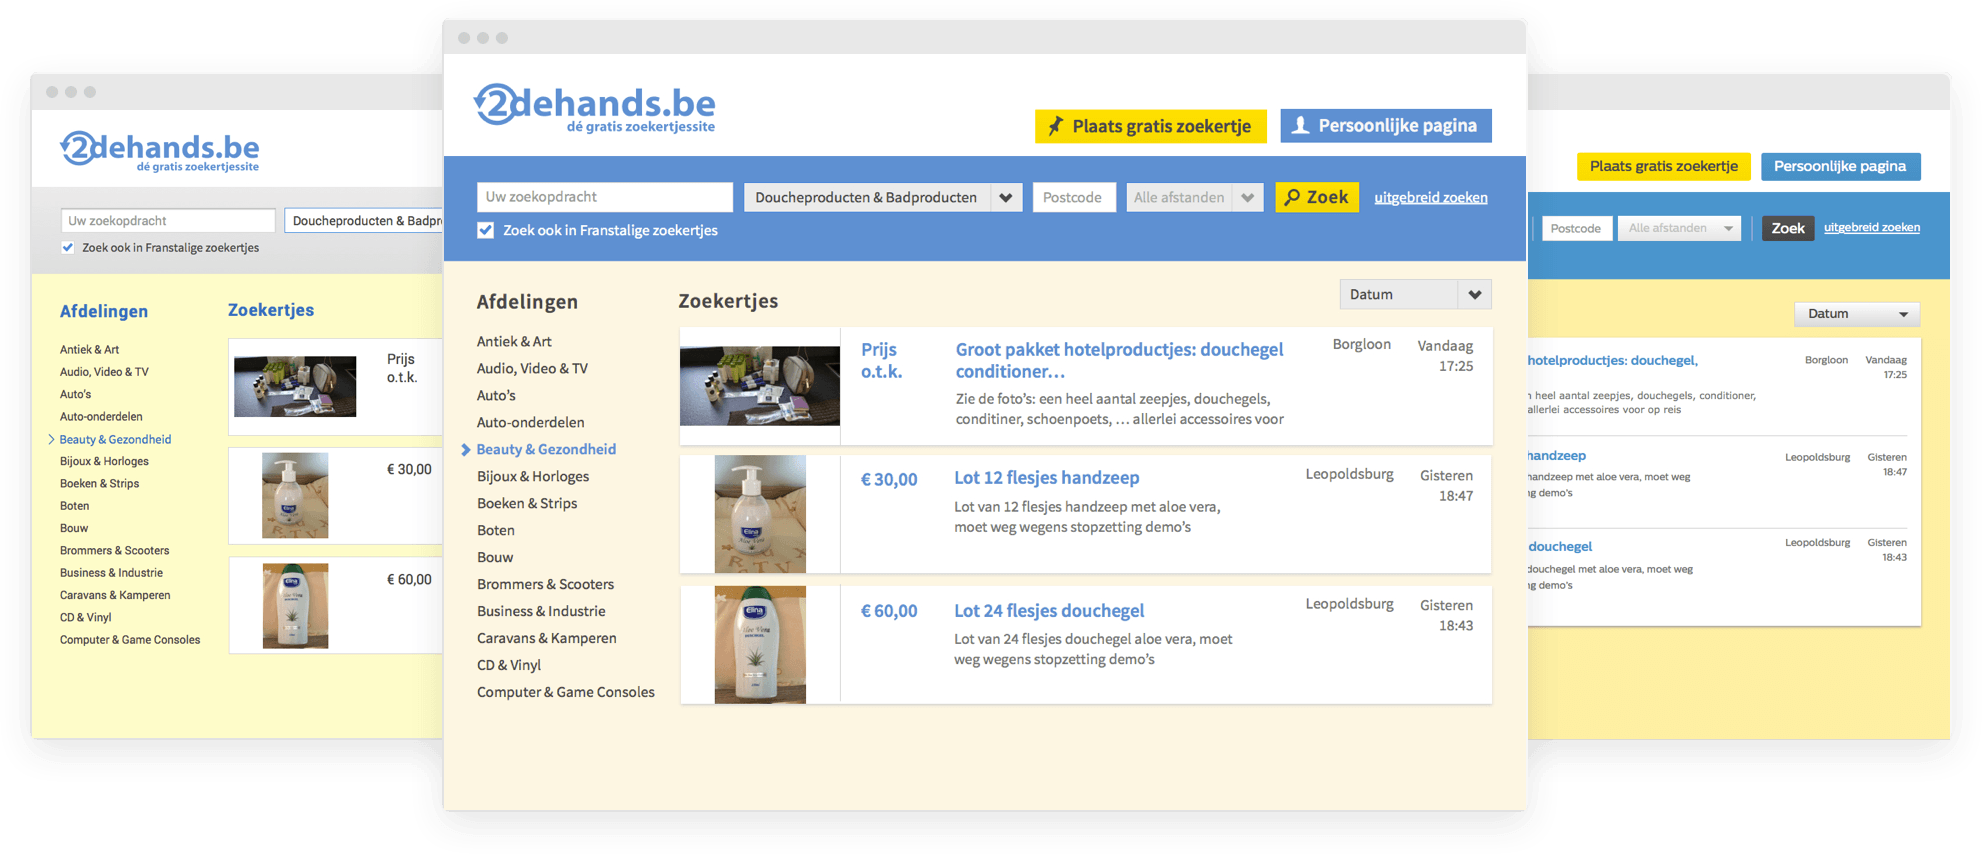 2dehands.be
dé gratis zoekertjessite
Uw zoekopdracht
Doucheproducten & Badpro
Zoek ook in Franstalige zoekertjes
Afdelingen
Antiek & Art
Audio, Video & TV
Auto's
Auto-onderdelen
Beauty & Gezondheid
Bijoux & Horloges
Boeken & Strips
Boten
Bouw
Brommers & Scooters
Business & Industrie
Caravans & Kamperen
CD & Vinyl
Computer & Game Consoles
Zoekertjes
Prijs
o.t.k.
€ 30,00
€ 60,00
2dehands.be
dé gratis zoekertjessite
Plaats gratis zoekertje
Persoonlijke pagina
Uw zoekopdracht
Doucheproducten & Badproducten
Postcode
Alle afstanden
Zoek
uitgebreid zoeken
Zoek ook in Franstalige zoekertjes
Afdelingen
Antiek & Art
Audio, Video & TV
Auto's
Auto-onderdelen
Beauty & Gezondheid
Bijoux & Horloges
Boeken & Strips
Boten
Bouw
Brommers & Scooters
Business & Industrie
Caravans & Kamperen
CD & Vinyl
Computer & Game Consoles
Zoekertjes
Datum
Prijs
o.t.k.
Groot pakket hotelproductjes: douchegel
conditioner...
Zie de foto's: een heel aantal zeepjes, douchegels,
conditiner, schoenpoets, ... allerlei accessoires voor
Borgloon
Vandaag
17:25
€ 30,00
Lot 12 flesjes handzeep
Lot van 12 flesjes handzeep met aloe vera,
moet weg wegens stopzetting demo's
Leopoldsburg
Gisteren
18:47
€ 60,00
Lot 24 flesjes douchegel
Lot van 24 flesjes douchegel aloe vera, moet
weg wegens stopzetting demo's
Leopoldsburg
Gisteren
18:43
Plaats gratis zoekertje
Persoonlijke pagina
Postcode
Alle afstanden
Zoek
uitgebreid zoeken
Datum
hotelproductjes: douchegel,
n heel aantal zeepjes, douchegels, conditioner,
allerlei accessoires voor op reis
Borgloon
Vandaag
17:25
handzeep
handzeep met aloe vera, moet weg
ng demo's
Leopoldsburg
Gisteren
18:47
douchegel
douchegel met aloe vera, moet weg
ng demo's
Leopoldsburg
Gisteren
18:43